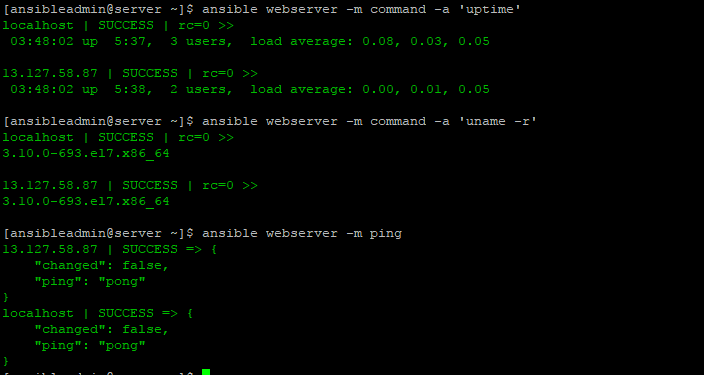 [ansibleadmin@server ~]$ ansible webserver -m command -a 'uptime'
localhost | SUCCESS | rc=0 >>
 03:48:02 up  5:37,  3 users,  load average: 0.08, 0.03, 0.05

13.127.58.87 | SUCCESS | rc=0 >>
 03:48:02 up  5:38,  2 users,  load average: 0.00, 0.01, 0.05

[ansibleadmin@server ~]$ ansible webserver -m command -a 'uname -r'
localhost | SUCCESS | rc=0 >>
3.10.0-693.el7.x86_64

13.127.58.87 | SUCCESS | rc=0 >>
3.10.0-693.el7.x86_64

[ansibleadmin@server ~]$ ansible webserver -m ping
13.127.58.87 | SUCCESS => {
    "changed": false,
    "ping": "pong"
}
localhost | SUCCESS => {
    "changed": false,
    "ping": "pong"
}
[ansibleadmin@server ~]$